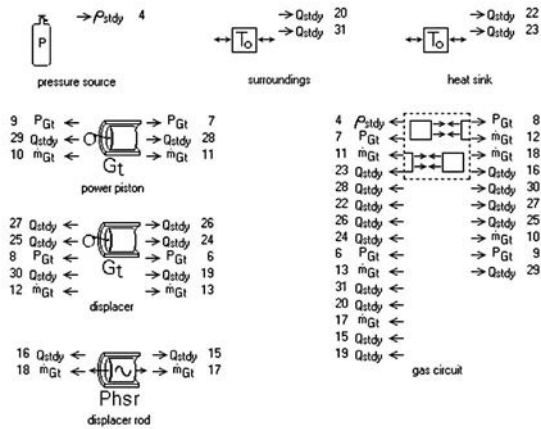 →ρstdy 4
P
pressure source
→Qstdy 20
→Qstdy 31
To
surroundings
→Qstdy 22
→Qstdy 23
To
heat sink
9 PGt ← → PGt 7
29 Qstdy ← → Qstdy 28
10 ṁGt ← → ṁGt 11
Gt
power piston
27 Qstdy ← → Qstdy 26
25 Qstdy ← → Qstdy 24
8 PGt ← → PGt 6
30 Qstdy ← → Qstdy 19
12 ṁGt ← → ṁGt 13
Gt
displacer
16 Qstdy ← → Qstdy 15
18 ṁGt ← → ṁGt 17
Phsr
displacer rod
4 ρstdy ← → PGt 8
7 PGt ← → ṁGt 12
11 ṁGt ← → ṁGt 18
23 Qstdy ← → Qstdy 16
28 Qstdy ← → Qstdy 30
22 Qstdy ← → Qstdy 27
26 Qstdy ← → Qstdy 25
24 Qstdy ← → ṁGt 10
6 PGt ← → PGt 9
13 ṁGt ← → Qstdy 29
31 Qstdy ←
20 Qstdy ←
17 ṁGt ←
15 Qstdy ←
19 Qstdy ←
gas circuit